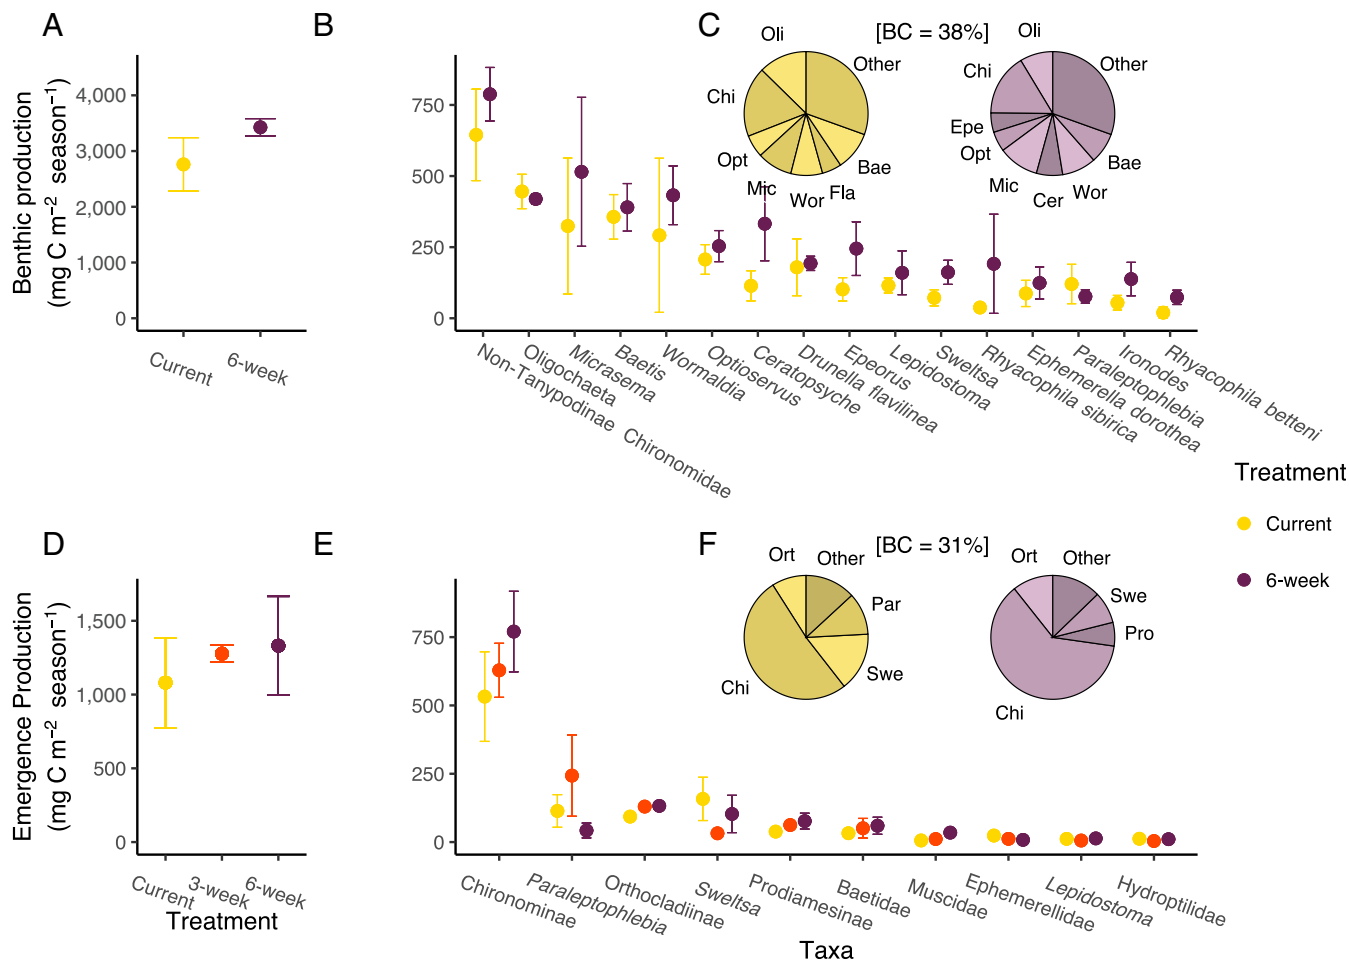 A
B
C
Benthic production
(mg C m⁻² season⁻¹)
4,000
3,000
2,000
1,000
0
Current
6-week
750
500
250
0
Non-Tanypodinae Chironomidae
Oligochaeta
Micrasema
Baetis
Wormaldia
Optioservus
Ceratopsyche
Drunella flavilinea
Epeorus
Lepidostoma
Sweltsa
Rhyacophila sibirica
Ephemerella dorothea
Paraleptophlebia
Ironodes
Rhyacophila betteni
[BC = 38%]
Oli
Other
Chi
Opt
Mic
Wor
Fla
Bae
Oli
Other
Chi
Epe
Opt
Mic
Cer
Wor
Bae
Treatment
Current
6-week
D
E
F
Emergence Production
(mg C m⁻² season⁻¹)
1,500
1,000
500
0
Current
3-week
6-week
Treatment
750
500
250
0
Chironominae
Paraleptophlebia
Orthocladiinae
Sweltsa
Prodiamesinae
Baetidae
Muscidae
Ephemerellidae
Lepidostoma
Hydroptilidae
Taxa
[BC = 31%]
Ort
Other
Par
Swe
Chi
Ort
Other
Swe
Pro
Chi